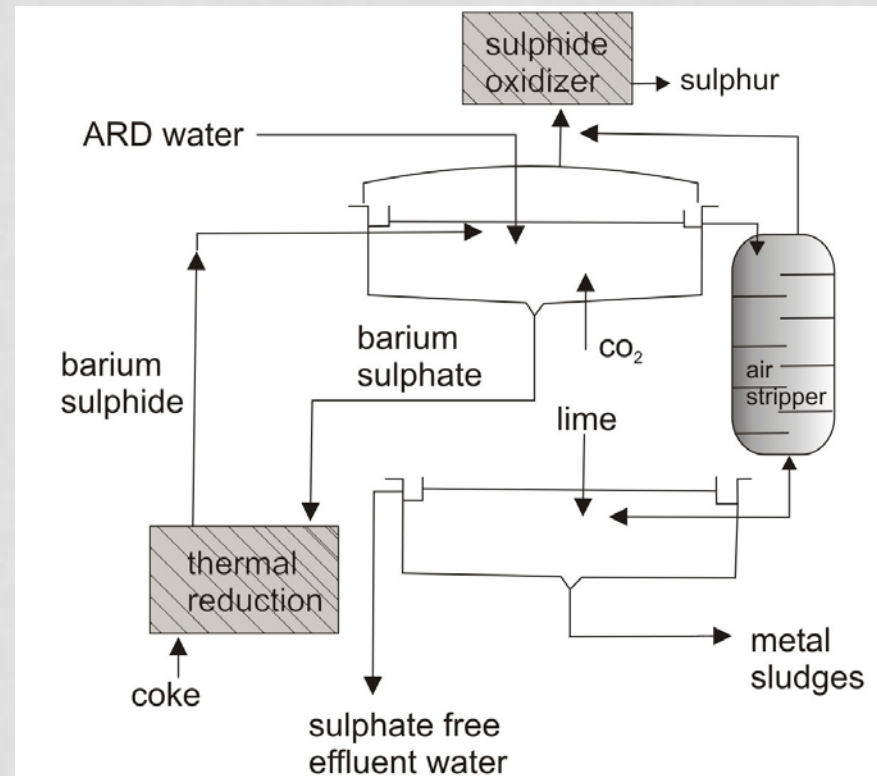 sulphide
oxidizer
sulphur
ARD water
barium
sulphide
barium
sulphate
co₂
air
stripper
lime
thermal
reduction
coke
metal
sludges
sulphate free
effluent water